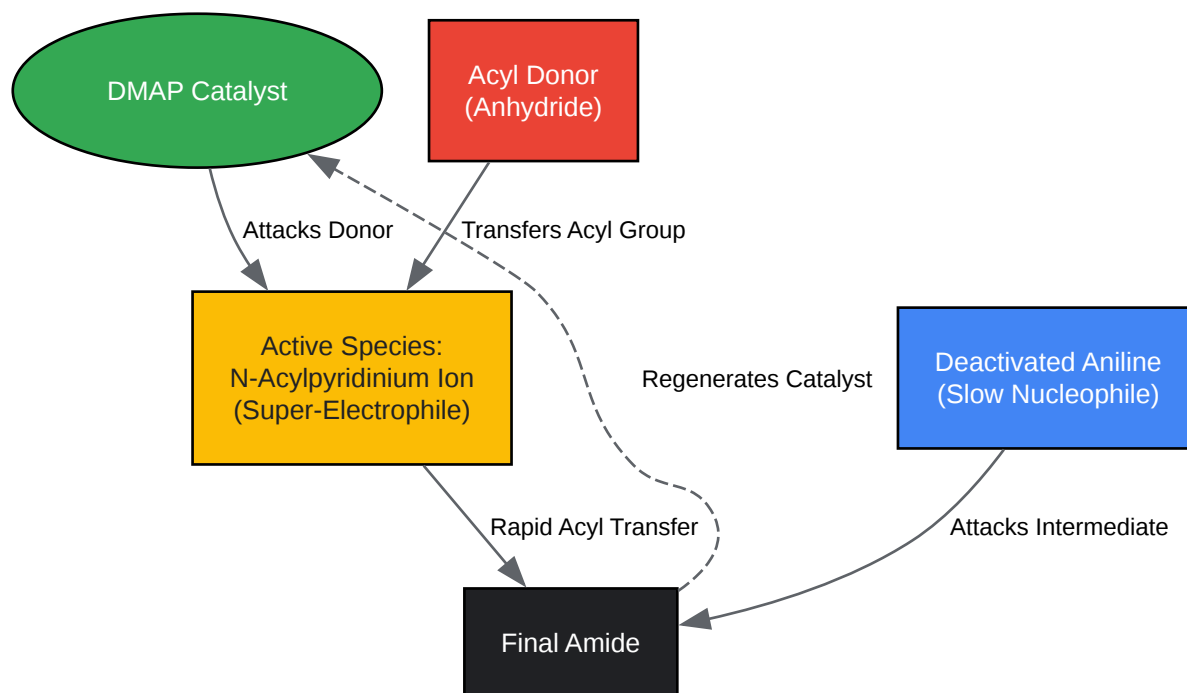 DMAP Catalyst
Acyl Donor
(Anhydride)
Attacks Donor
Transfers Acyl Group
Active Species:
N-Acylpyridinium Ion
(Super-Electrophile)
Regenerates Catalyst
Deactivated Aniline
(Slow Nucleophile)
Rapid Acyl Transfer
Attacks Intermediate
Final Amide